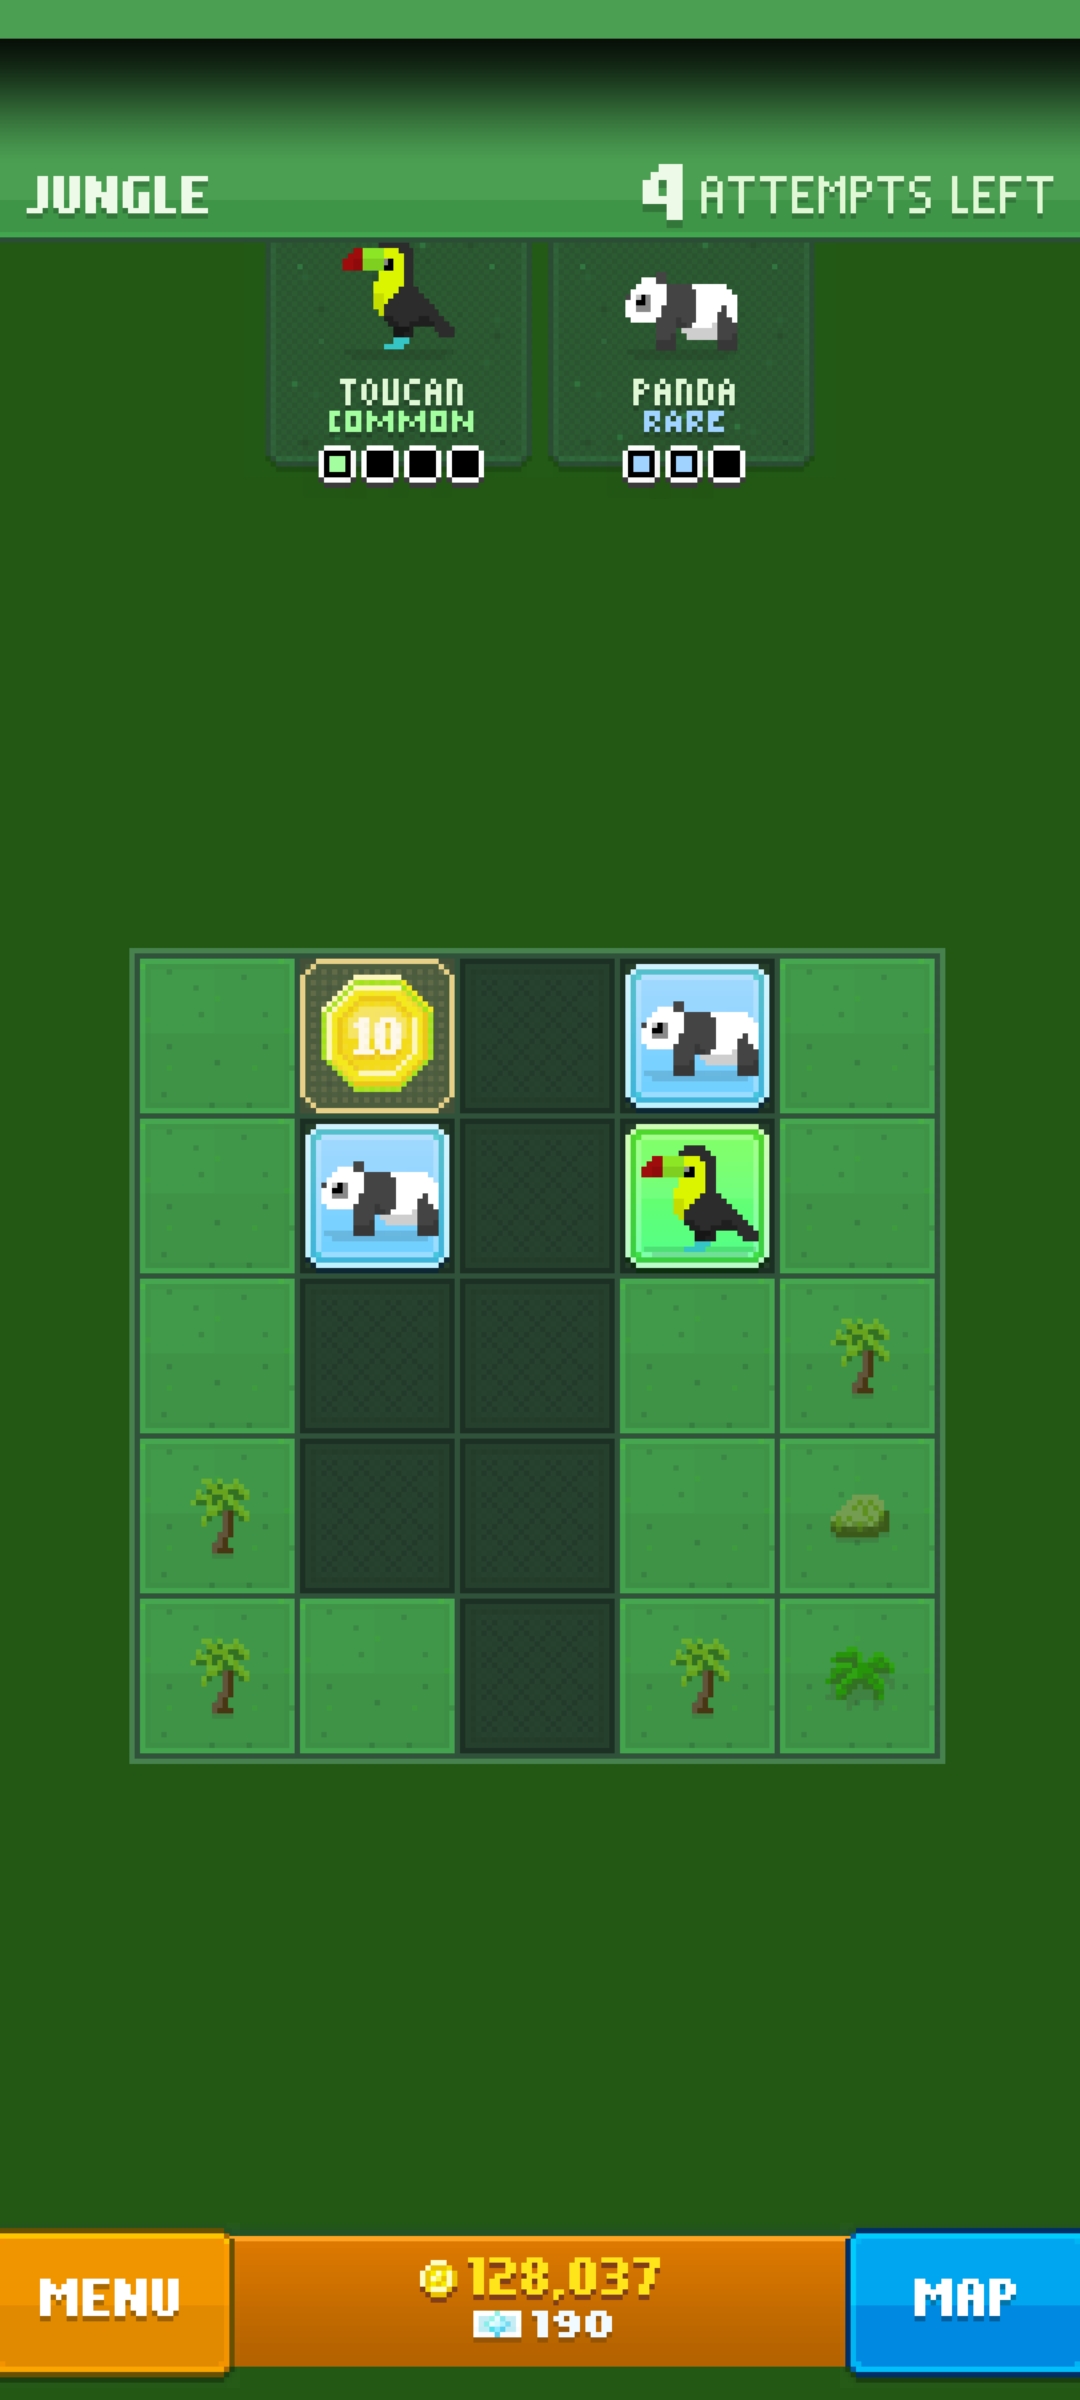 JUNGLE
4 ATTEMPTS LEFT
TOUCAN
COMMON
PANDA
RARE
10
MENU
128,037
190
MAP